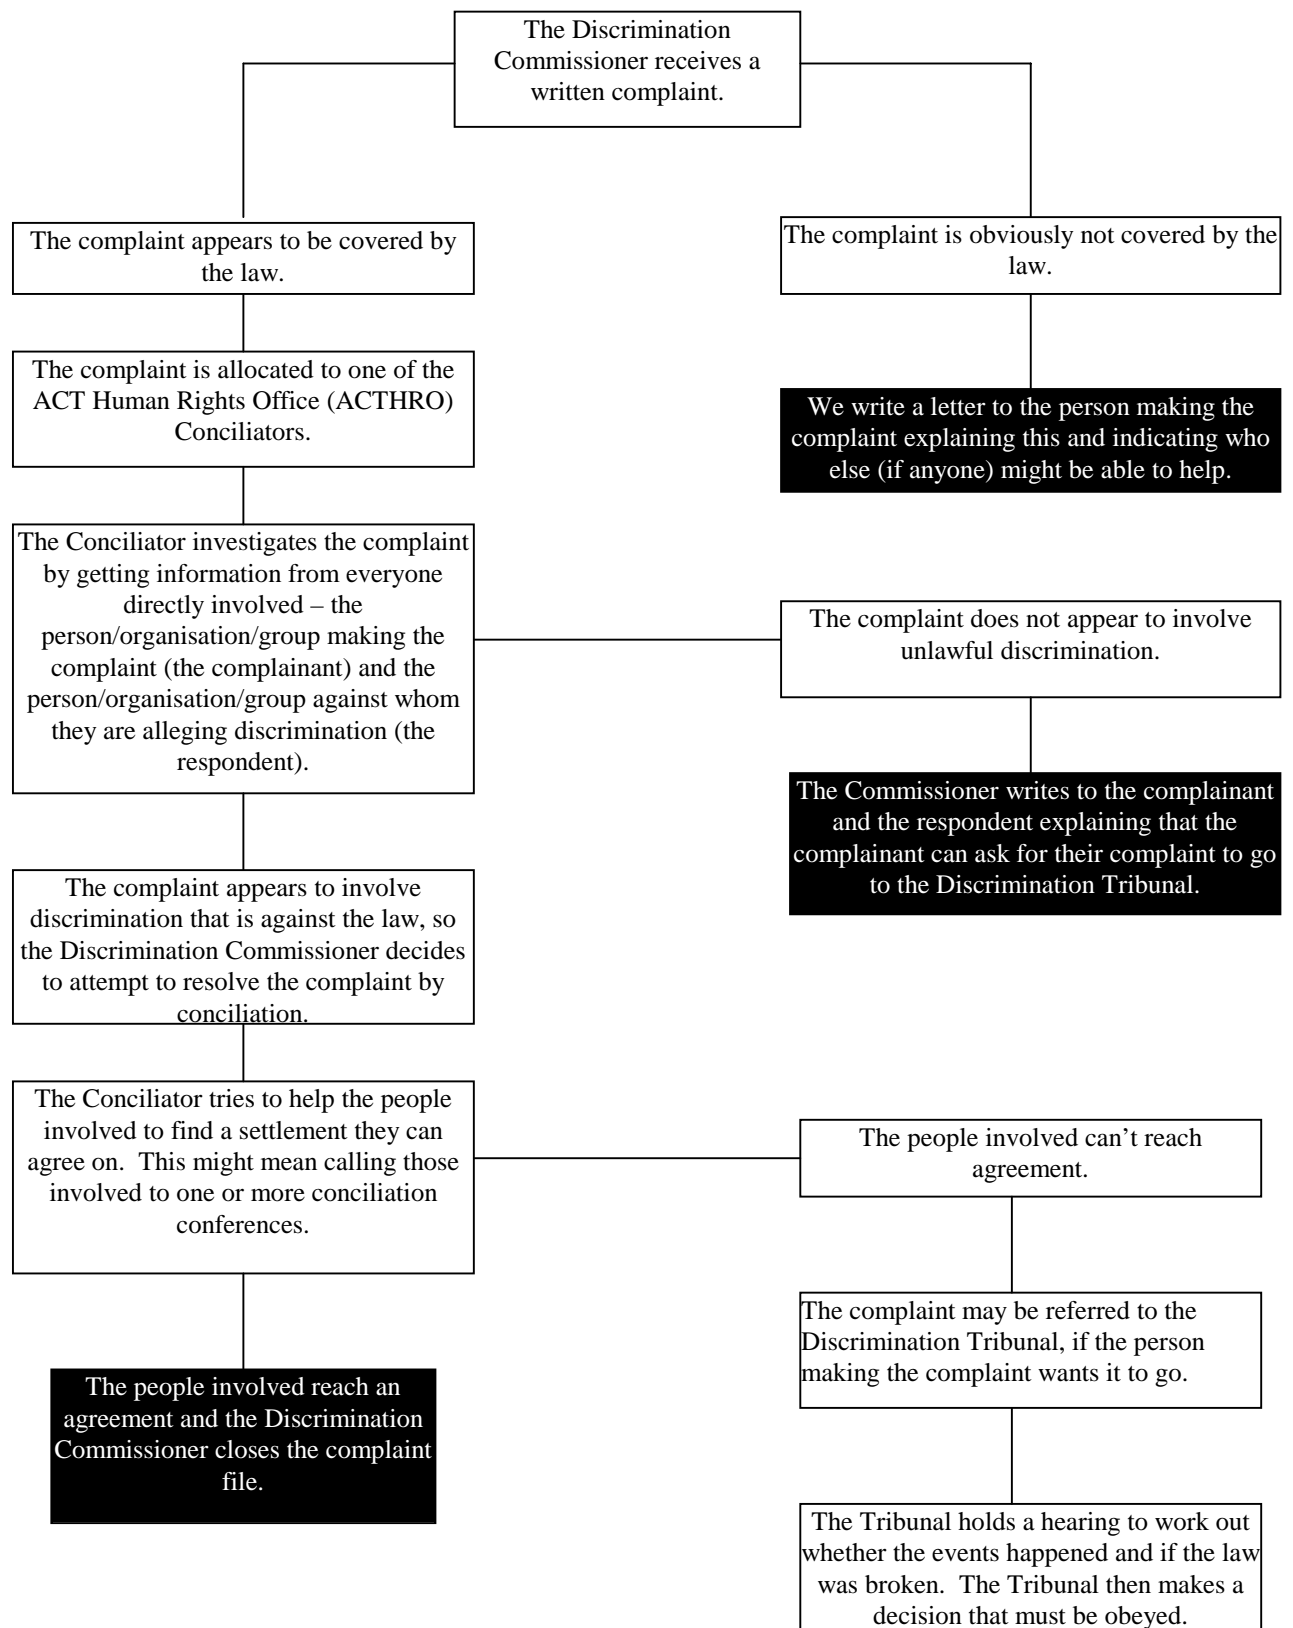 The Discrimination
Commissioner receives a
written complaint.
The complaint appears to be covered by
the law.
The complaint is obviously not covered by the
law.
The complaint is allocated to one of the
ACT Human Rights Office (ACTHRO)
Conciliators.
We write a letter to the person making the
complaint explaining this and indicating who
else (if anyone) might be able to help.
The Conciliator investigates the complaint
by getting information from everyone
directly involved – the
person/organisation/group making the
complaint (the complainant) and the
person/organisation/group against whom
they are alleging discrimination (the
respondent).
The complaint does not appear to involve
unlawful discrimination.
The Commissioner writes to the complainant
and the respondent explaining that the
complainant can ask for their complaint to go
to the Discrimination Tribunal.
The complaint appears to involve
discrimination that is against the law, so
the Discrimination Commissioner decides
to attempt to resolve the complaint by
conciliation.
The Conciliator tries to help the people
involved to find a settlement they can
agree on.  This might mean calling those
involved to one or more conciliation
conferences.
The people involved can’t reach
agreement.
The complaint may be referred to the
Discrimination Tribunal, if the person
making the complaint wants it to go.
The people involved reach an
agreement and the Discrimination
Commissioner closes the complaint
file.
The Tribunal holds a hearing to work out
whether the events happened and if the law
was broken.  The Tribunal then makes a
decision that must be obeyed.